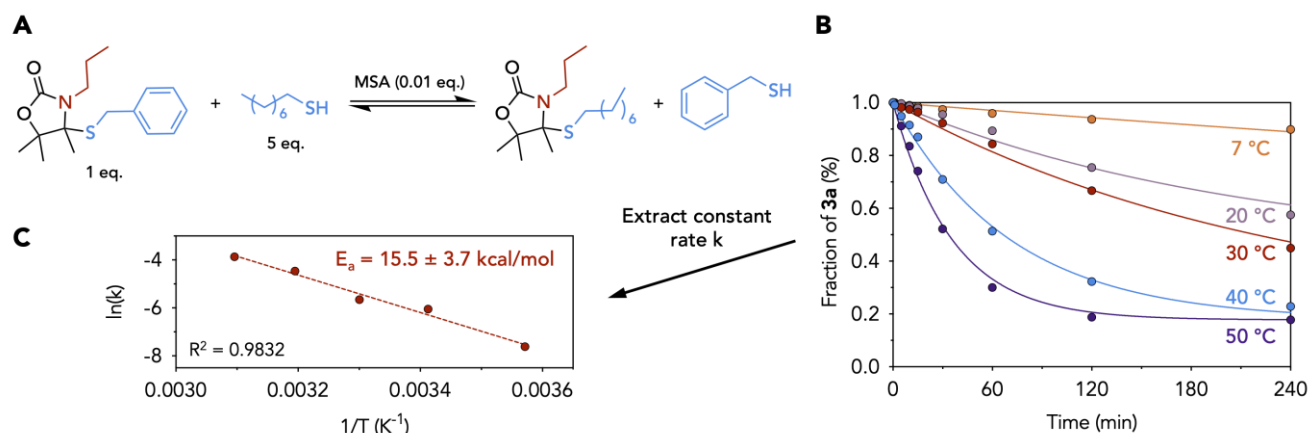 A
O
O
N
S
1 eq.
+
6
SH
5 eq.
MSA (0.01 eq.)
O
O
N
S
6
+
SH
B
Fraction of 3a (%)
1.0
0.8
0.6
0.4
0.2
0.0
7 °C
20 °C
30 °C
40 °C
50 °C
0
60
120
180
240
Time (min)
Extract constant
rate k
C
ln(k)
-4
-6
-8
Eₐ = 15.5 ± 3.7 kcal/mol
R² = 0.9832
0.0030
0.0032
0.0034
0.0036
1/T (K⁻¹)